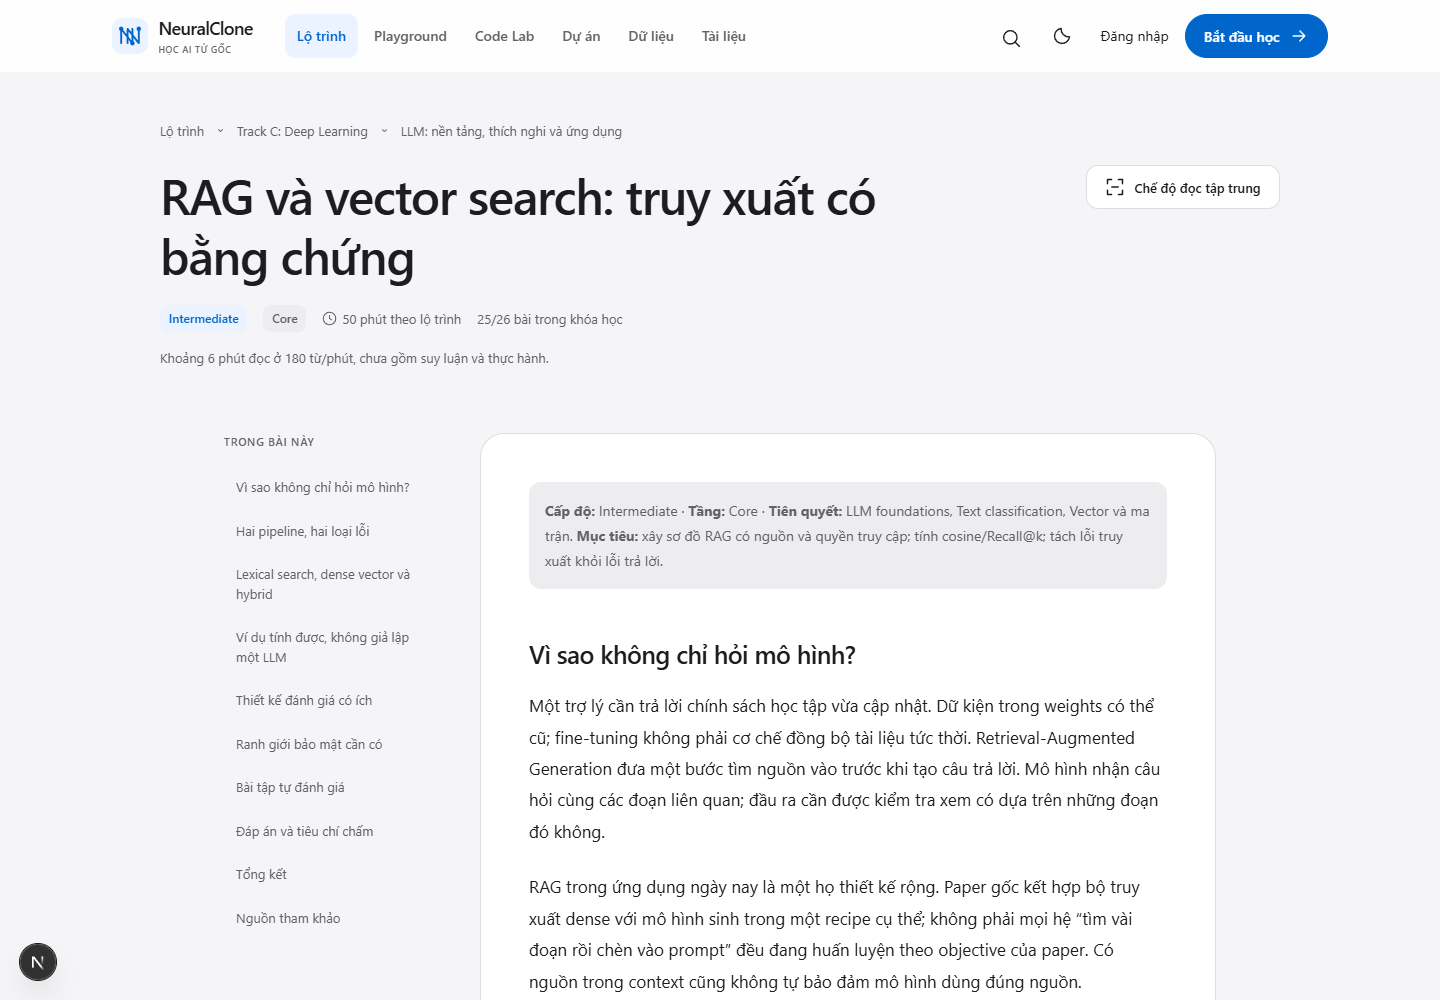 NeuralClone
HỌC AI TỪ GỐC
Lộ trình
Playground
Code Lab
Dự án
Dữ liệu
Tài liệu
Đăng nhập
Bắt đầu học
Lộ trình
Track C: Deep Learning
LLM: nền tảng, thích nghi và ứng dụng
RAG và vector search: truy xuất có
bằng chứng
Chế độ đọc tập trung
Intermediate
Core
50 phút theo lộ trình
25/26 bài trong khóa học
Khoảng 6 phút đọc ở 180 từ/phút, chưa gồm suy luận và thực hành.
TRONG BÀI NÀY
Vì sao không chỉ hỏi mô hình?
Hai pipeline, hai loại lỗi
Lexical search, dense vector và
hybrid
Ví dụ tính được, không giả lập
một LLM
Thiết kế đánh giá có ích
Ranh giới bảo mật cần có
Bài tập tự đánh giá
Đáp án và tiêu chí chấm
Tổng kết
Nguồn tham khảo
Cấp độ: Intermediate · Tầng: Core · Tiên quyết: LLM foundations, Text classification, Vector và ma
trận. Mục tiêu: xây sơ đồ RAG có nguồn và quyền truy cập; tính cosine/Recall@k; tách lỗi truy
xuất khỏi lỗi trả lời.
Vì sao không chỉ hỏi mô hình?
Một trợ lý cần trả lời chính sách học tập vừa cập nhật. Dữ kiện trong weights có thể
cũ; fine-tuning không phải cơ chế đồng bộ tài liệu tức thời. Retrieval-Augmented
Generation đưa một bước tìm nguồn vào trước khi tạo câu trả lời. Mô hình nhận câu
hỏi cùng các đoạn liên quan; đầu ra cần được kiểm tra xem có dựa trên những đoạn
đó không.
RAG trong ứng dụng ngày nay là một họ thiết kế rộng. Paper gốc kết hợp bộ truy
xuất dense với mô hình sinh trong một recipe cụ thể; không phải mọi hệ “tìm vài
đoạn rồi chèn vào prompt” đều đang huấn luyện theo objective của paper. Có
nguồn trong context cũng không tự bảo đảm mô hình dùng đúng nguồn.